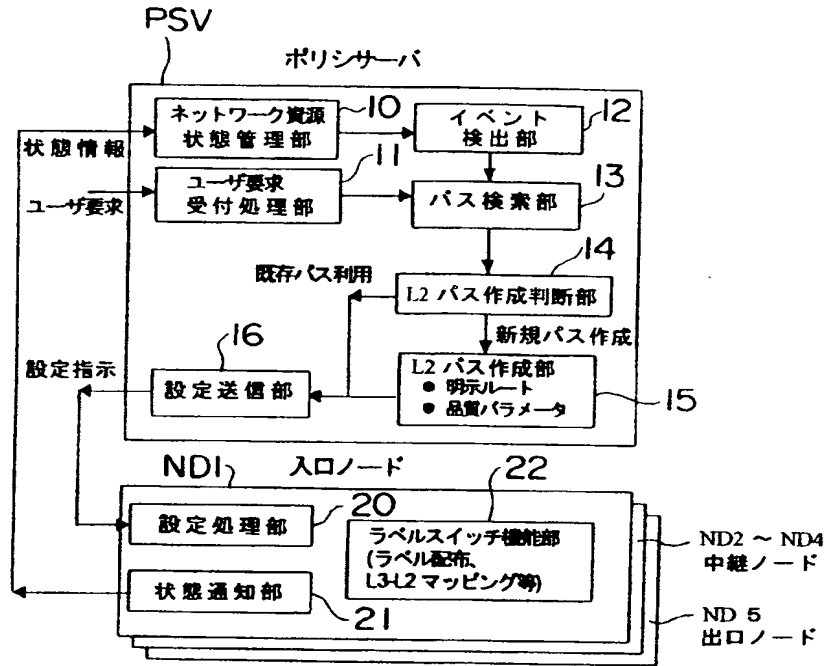 PSV
ポリシサーバ
ネットワーク資源
状態管理部
10
イベント
検出部
12
状態情報
ユーザ要求
受付処理部
11
パス検索部
13
ユーザ要求
14
既存パス利用
L2 パス作成判断部
新規パス作成
16
設定指示
設定送信部
L2 パス作成部
● 明示ルート
● 品質パラメータ
15
ND1
入口ノード
22
設定処理部
20
ラベルスイッチ機能部
(ラベル配布、
L3-L2 マッピング等)
ND2 ～ ND4
中継ノード
状態通知部
21
ND 5
出口ノード